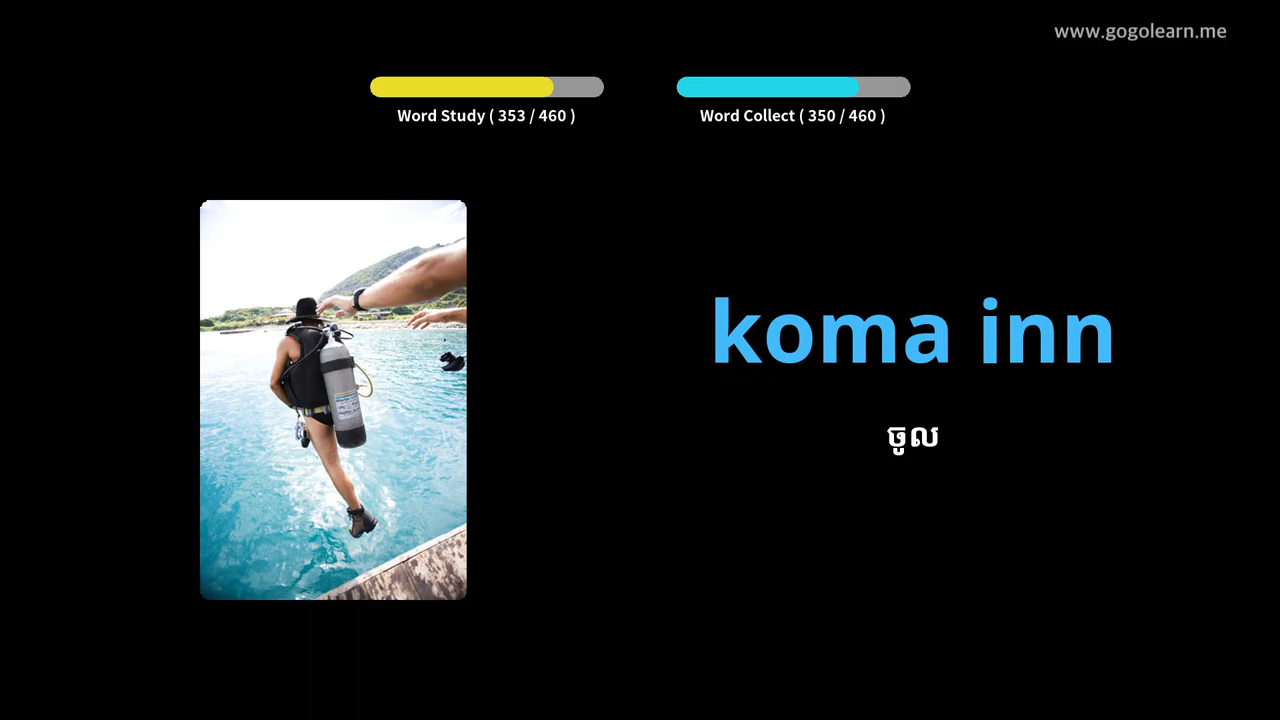 www.gogolearn.me
Word Study ( 353 / 460 )
Word Collect ( 350 / 460 )
koma inn
ចូល